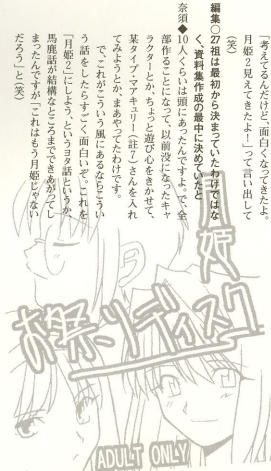 「考えてるんだけど、面白くなってきたよ。
月姫2見えてきたよー！」って言い出して
（笑）
編集○27祖は最初から決まっていたわけではな
く、資料集作成の最中に決めていたと
奈須◆10人くらいは頭にあったんですよ。で、全
部作ることになって、以前没になったキャ
ラクターとか、ちょっと遊び心をきかせて、
某タイプ・マアキュリー（註7）さんを入れ
てみようとか、まあやってたわけです。
で、これがこういう風にあるならこうい
う話をしたらすごく面白いぞ。これを
「月姫2」にしよう、というヨタ話というか、
馬鹿話が結構なところまでできあがってし
まったんですが「これはもう月姫じゃない
だろう」と（笑）
姫
お祭りディスク
ADULT ONLY